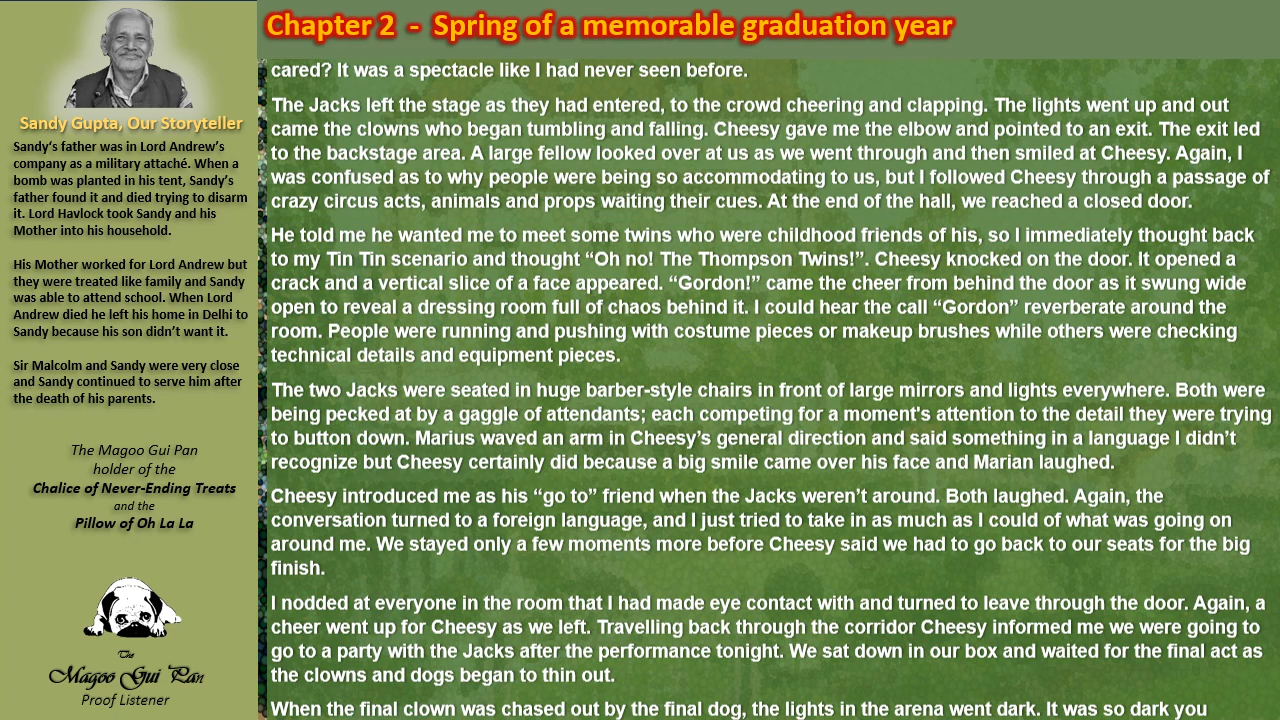 Chapter 2 - Spring of a memorable graduation year
Sandy Gupta, Our Storyteller
Sandy‘s father was in Lord Andrew’s
company as a military attaché. When a
bomb was planted in his tent, Sandy’s
father found it and died trying to disarm
it. Lord Havlock took Sandy and his
Mother into his household.
His Mother worked for Lord Andrew but
they were treated like family and Sandy
was able to attend school. When Lord
Andrew died he left his home in Delhi to
Sandy because his son didn’t want it.
Sir Malcolm and Sandy were very close
and Sandy continued to serve him after
the death of his parents.
The Magoo Gui Pan
holder of the
Chalice of Never-Ending Treats
and the
Pillow of Oh La La
The
Magoo Gui Pan
Proof Listener
cared? It was a spectacle like I had never seen before.
The Jacks left the stage as they had entered, to the crowd cheering and clapping. The lights went up and out
came the clowns who began tumbling and falling. Cheesy gave me the elbow and pointed to an exit. The exit led
to the backstage area. A large fellow looked over at us as we went through and then smiled at Cheesy. Again, I
was confused as to why people were being so accommodating to us, but I followed Cheesy through a passage of
crazy circus acts, animals and props waiting their cues. At the end of the hall, we reached a closed door.
He told me he wanted me to meet some twins who were childhood friends of his, so I immediately thought back
to my Tin Tin scenario and thought “Oh no! The Thompson Twins!”. Cheesy knocked on the door. It opened a
crack and a vertical slice of a face appeared. “Gordon!” came the cheer from behind the door as it swung wide
open to reveal a dressing room full of chaos behind it. I could hear the call “Gordon” reverberate around the
room. People were running and pushing with costume pieces or makeup brushes while others were checking
technical details and equipment pieces.
The two Jacks were seated in huge barber-style chairs in front of large mirrors and lights everywhere. Both were
being pecked at by a gaggle of attendants; each competing for a moment's attention to the detail they were trying
to button down. Marius waved an arm in Cheesy’s general direction and said something in a language I didn’t
recognize but Cheesy certainly did because a big smile came over his face and Marian laughed.
Cheesy introduced me as his “go to” friend when the Jacks weren’t around. Both laughed. Again, the
conversation turned to a foreign language, and I just tried to take in as much as I could of what was going on
around me. We stayed only a few moments more before Cheesy said we had to go back to our seats for the big
finish.
I nodded at everyone in the room that I had made eye contact with and turned to leave through the door. Again, a
cheer went up for Cheesy as we left. Travelling back through the corridor Cheesy informed me we were going to
go to a party with the Jacks after the performance tonight. We sat down in our box and waited for the final act as
the clowns and dogs began to thin out.
When the final clown was chased out by the final dog, the lights in the arena went dark. It was so dark you